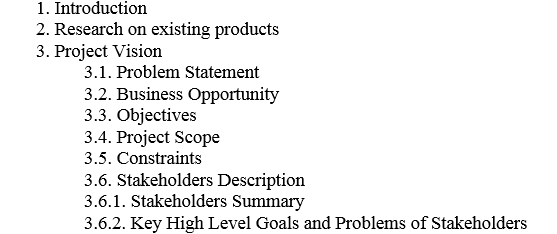 1. Introduction
2. Research on existing products
3. Project Vision
3.1. Problem Statement
3.2. Business Opportunity
3.3. Objectives
3.4. Project Scope
3.5. Constraints
3.6. Stakeholders Description
3.6.1. Stakeholders Summary
3.6.2. Key High Level Goals and Problems of Stakeholders